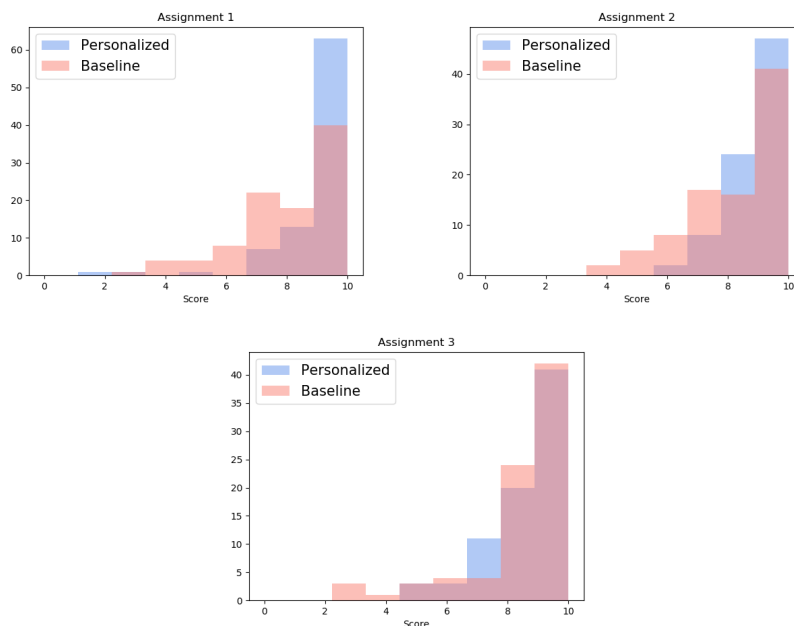 Assignment 1
Personalized
Baseline
60
50
40
30
20
10
0
0 2 4 6 8 10
Score
Assignment 2
Personalized
Baseline
40
30
20
10
0
0 2 4 6 8 10
Score
Assignment 3
Personalized
Baseline
40
35
30
25
20
15
10
5
0
0 2 4 6 8 10
Score